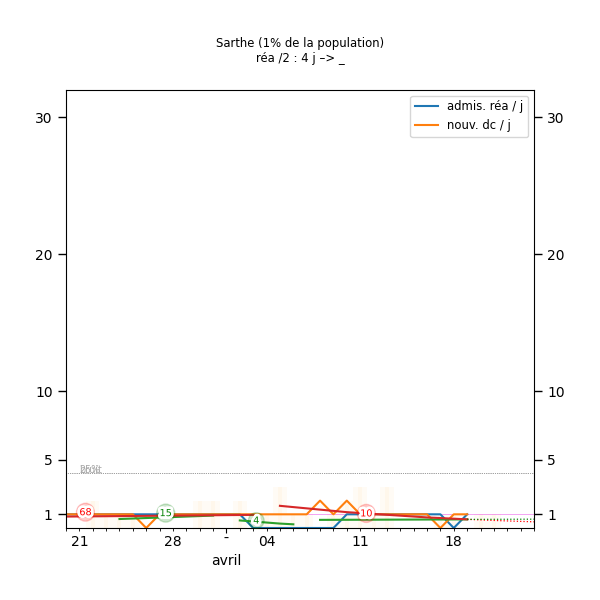 Sarthe (1% de la population)
réa /2 : 4 j –> _
admis. réa / j
nouv. dc / j
30 30
20 20
10 10
5 5
1 1
68 15 4 10
21 28 - 04 11 18
avril